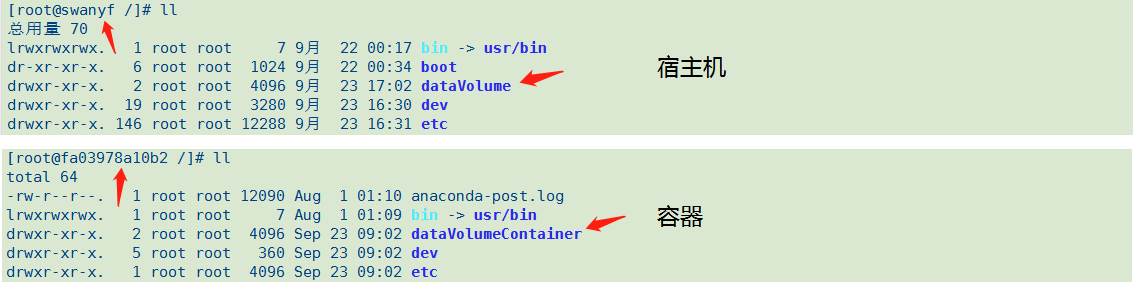 [root@swanyf /]# ll
总用量 70
lrwxrwxrwx.   1 root root     7 9月  22 00:17 bin -> usr/bin
dr-xr-xr-x.   6 root root  1024 9月  22 00:34 boot
宿主机
drwxr-xr-x.   2 root root  4096 9月  23 17:02 dataVolume
drwxr-xr-x.  19 root root  3280 9月  23 16:30 dev
drwxr-xr-x. 146 root root 12288 9月  23 16:31 etc
[root@fa03978a10b2 /]# ll
total 64
-rw-r--r--.   1 root root 12090 Aug  1 01:10 anaconda-post.log
lrwxrwxrwx.   1 root root     7 Aug  1 01:09 bin -> usr/bin
容器
drwxr-xr-x.   2 root root  4096 Sep 23 09:02 dataVolumeContainer
drwxr-xr-x.   5 root root   360 Sep 23 09:02 dev
drwxr-xr-x.   1 root root  4096 Sep 23 09:02 etc